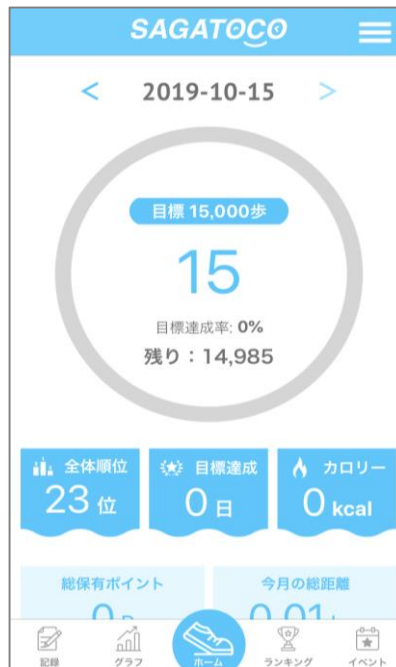 SAGATOCO
< 2019-10-15 >
目標 15,000歩
15
目標達成率: 0%
残り：14,985
全体順位 目標達成 カロリー
23 位 0 日 0 kcal
総保有ポイント 今月の総距離
記録 グラフ ホーム ランキング イベント